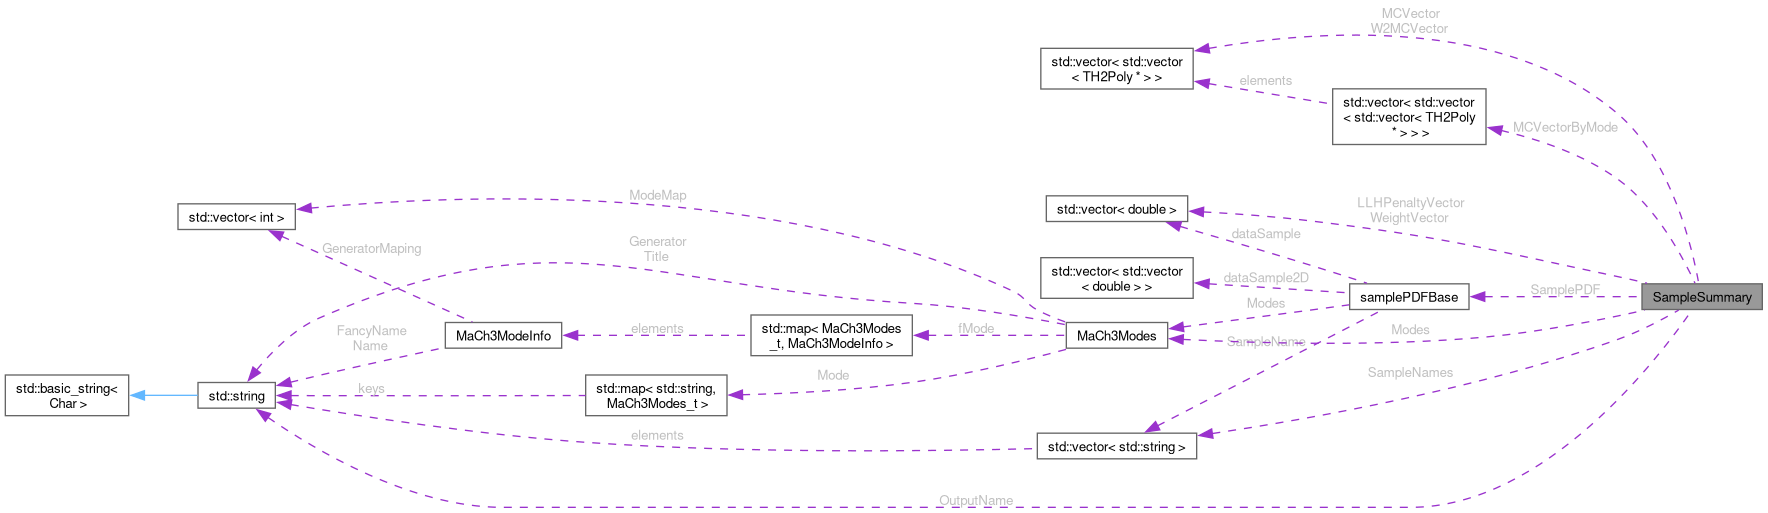 MCVector
W2MCVector
std::vector< std::vector
< TH2Poly * > >
elements
std::vector< std::vector
< std::vector< TH2Poly
* > > >
MCVectorByMode
ModeMap
std::vector< int >
std::vector< double >
LLHPenaltyVector
WeightVector
dataSample
GeneratorMaping
Generator
Title
std::vector< std::vector
< double > >
dataSample2D
samplePDFBase
SamplePDF
SampleSummary
Modes
FancyName
Name
MaCh3ModeInfo
elements
std::map< MaCh3Modes
_t, MaCh3ModeInfo >
fMode
MaCh3Modes
Modes
SampleName
std::basic_string<
Char >
std::string
keys
std::map< std::string,
MaCh3Modes_t >
Mode
SampleNames
elements
std::vector< std::string >
OutputName